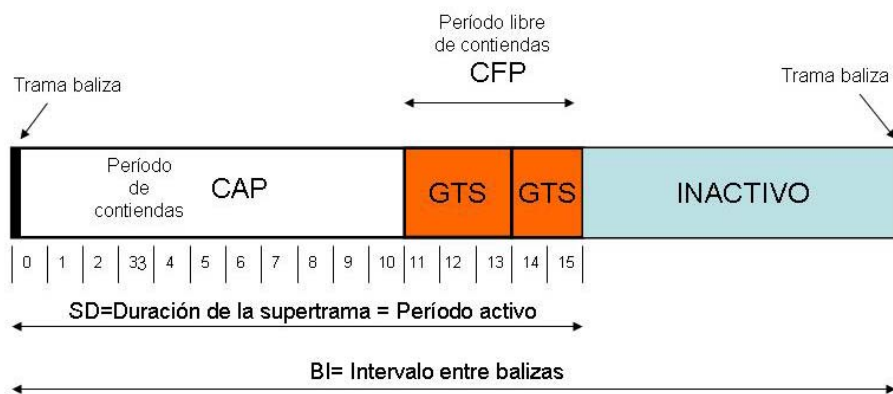 Período libre
de contiendas
CFP
Trama baliza
Trama baliza
Período
de
contiendas
CAP
GTS
GTS
INACTIVO
0 1 2 33 4 5 6 7 8 9 10 11 12 13 14 15
SD=Duración de la supertrama = Período activo
BI= Intervalo entre balizas